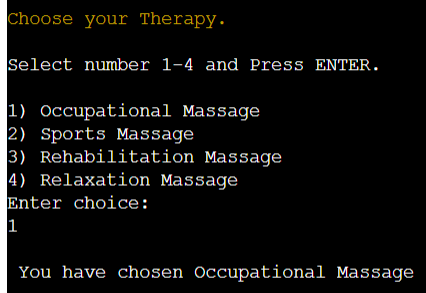 Choose your Therapy.
Select number 1-4 and Press ENTER.
1) Occupational Massage
2) Sports Massage
3) Rehabilitation Massage
4) Relaxation Massage
Enter choice:
1
You have chosen Occupational Massage